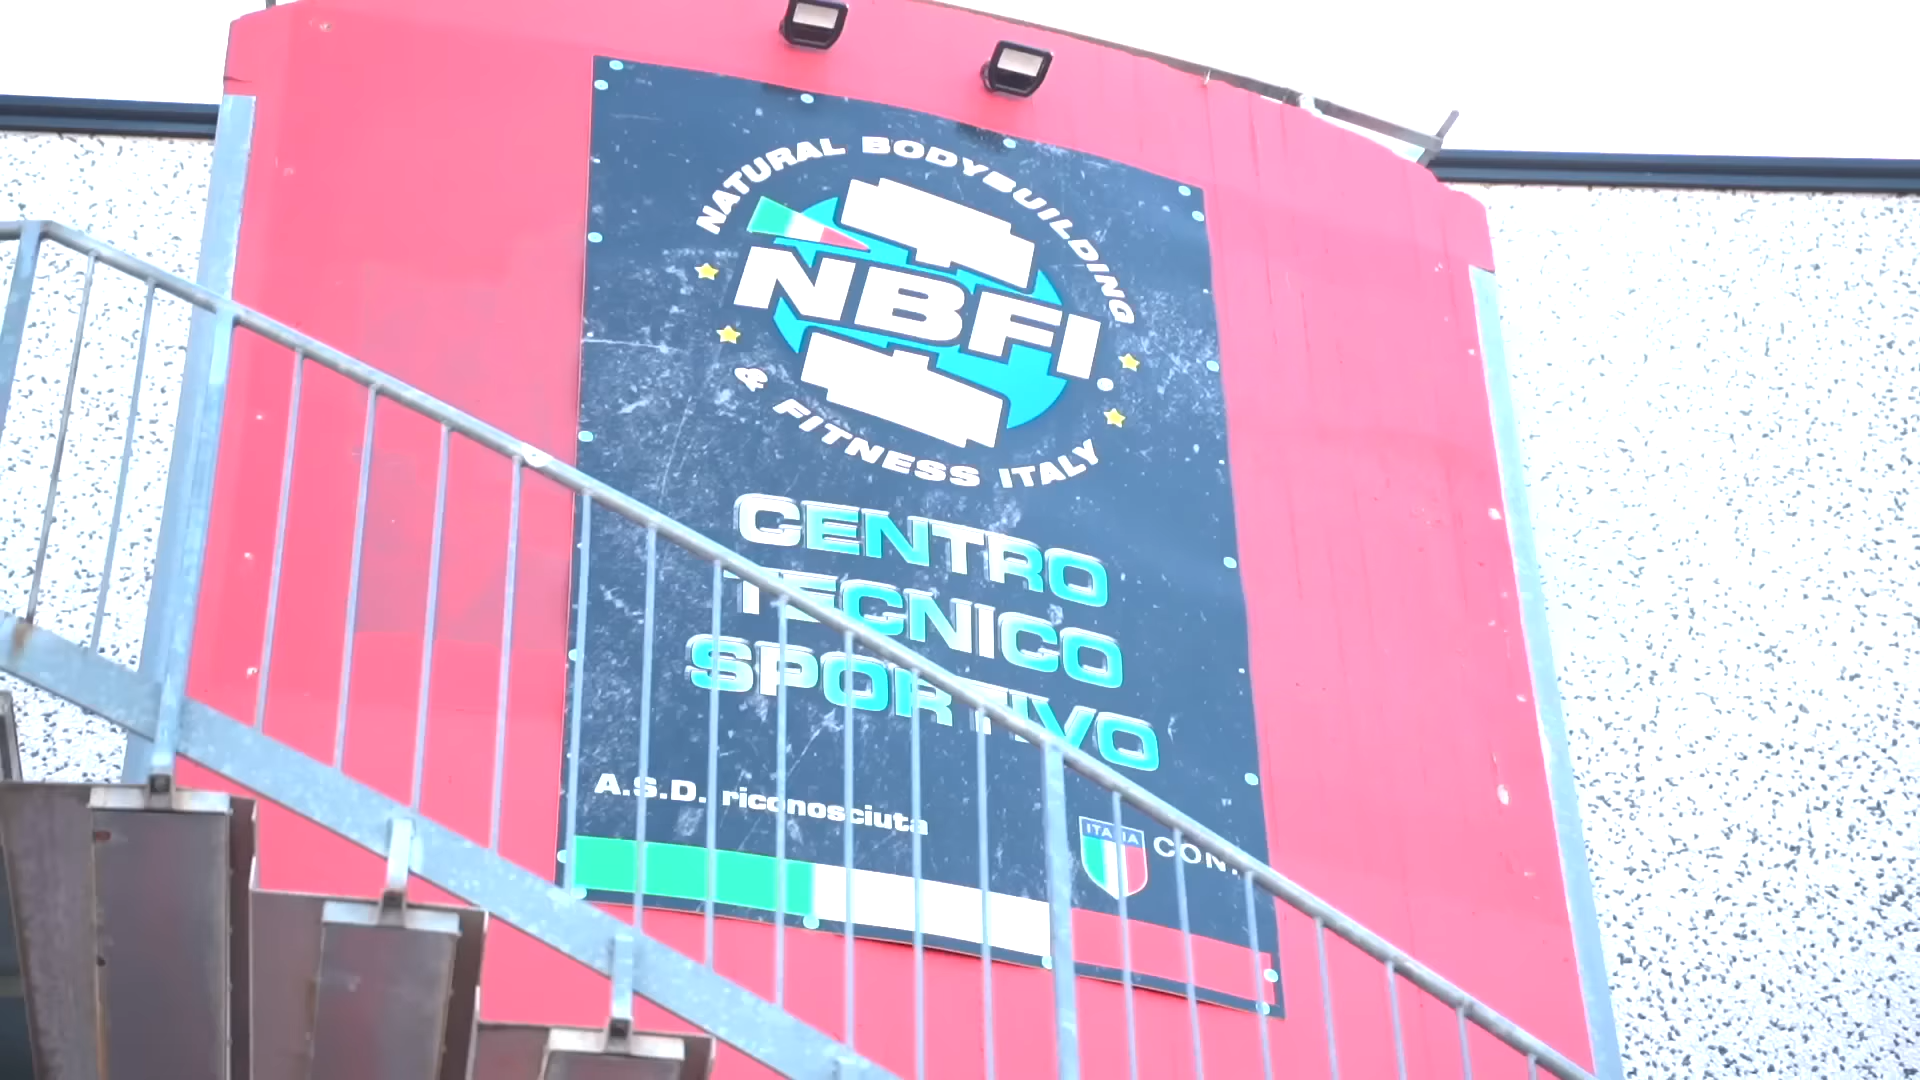 NATURAL BODYBUILDING
NBFI.
& FITNESS ITALY
CENTRO
TECNICO
SPORTIVO
A.S.D. riconosciuta
ITALIA